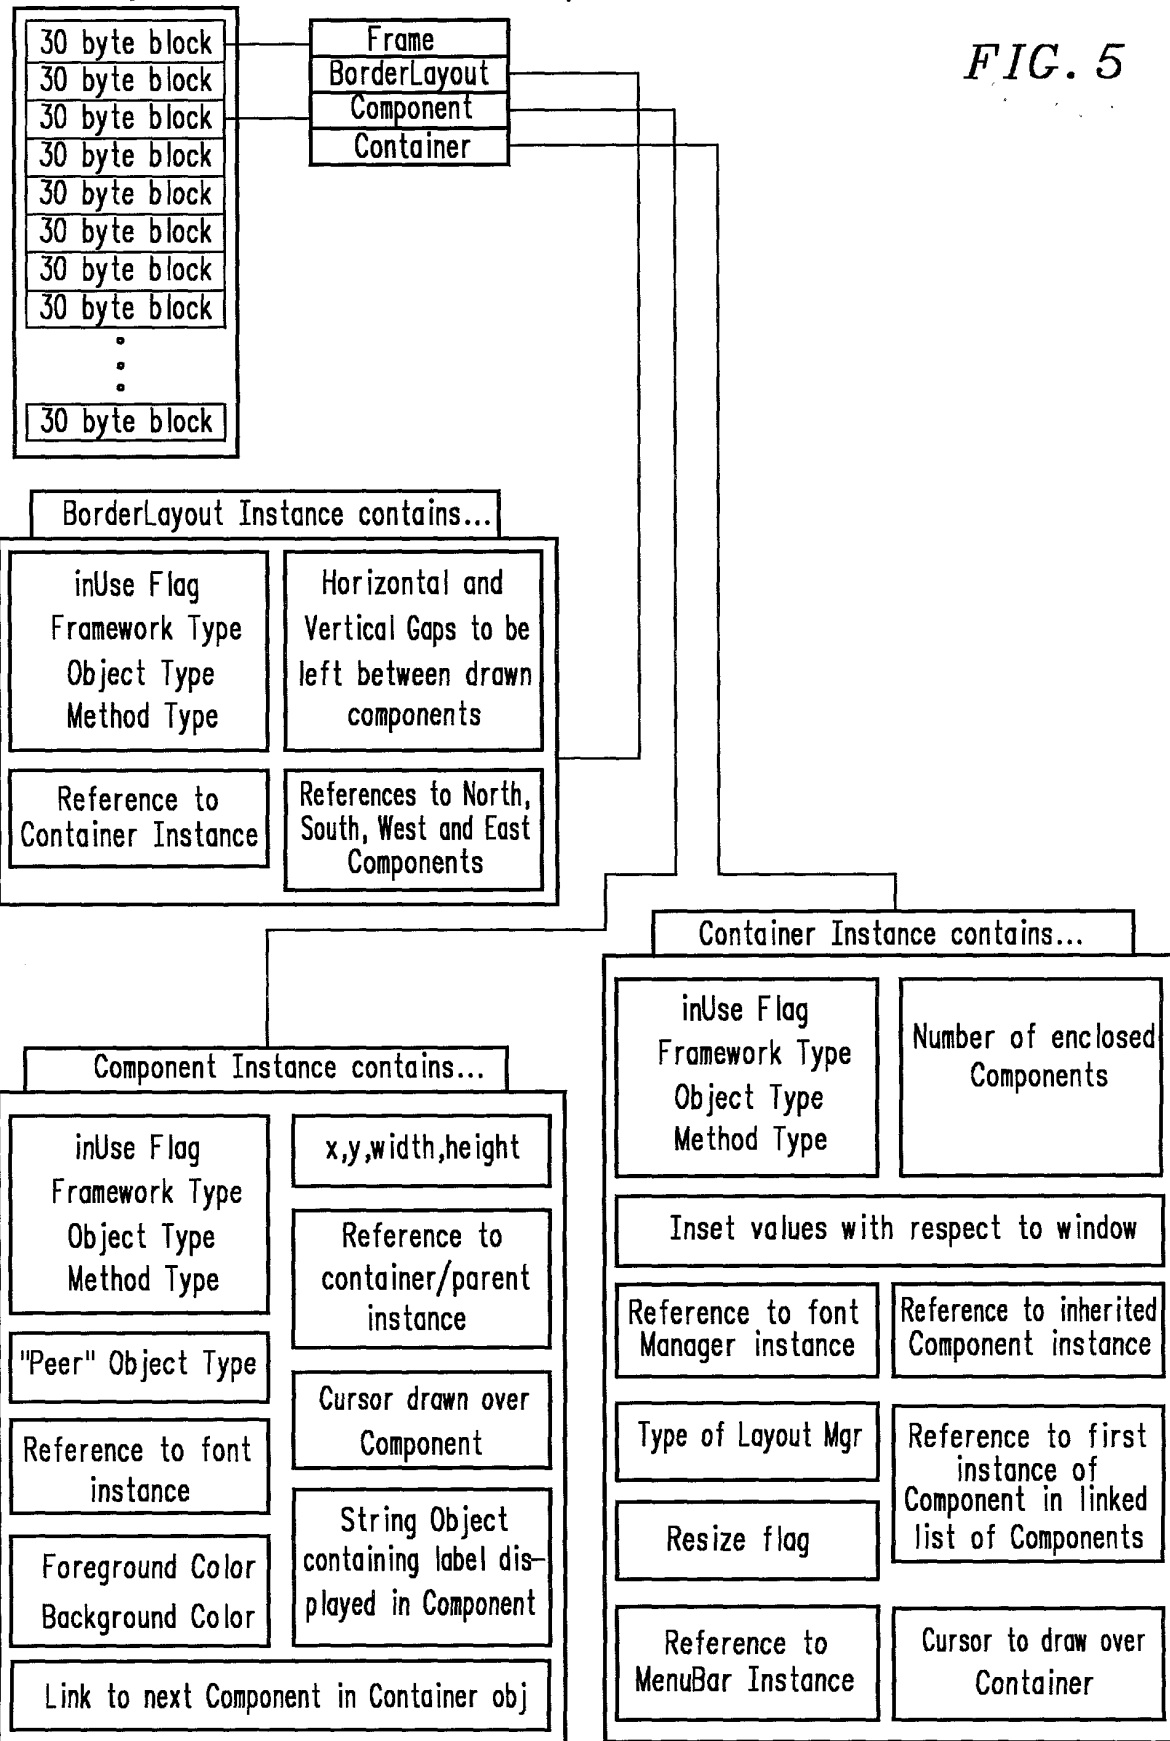 FIG. 5
30 byte block
30 byte block
30 byte block
30 byte block
30 byte block
30 byte block
30 byte block
30 byte block
30 byte block
Frame
BorderLayout
Component
Container
BorderLayout Instance contains...
inUse Flag
Framework Type
Object Type
Method Type
Horizontal and
Vertical Gaps to be
left between drawn
components
Reference to
Container Instance
References to North,
South, West and East
Components
Component Instance contains...
inUse Flag
Framework Type
Object Type
Method Type
"Peer" Object Type
Reference to font
instance
Foreground Color
Background Color
x,y,width,height
Reference to
container/parent
instance
Cursor drawn over
Component
String Object
containing label dis-
played in Component
Link to next Component in Container obj
Container Instance contains...
inUse Flag
Framework Type
Object Type
Method Type
Number of enclosed
Components
Inset values with respect to window
Reference to font
Manager instance
Reference to inherited
Component instance
Type of Layout Mgr
Resize flag
Reference to first
instance of
Component in linked
list of Components
Reference to
MenuBar Instance
Cursor to draw over
Container